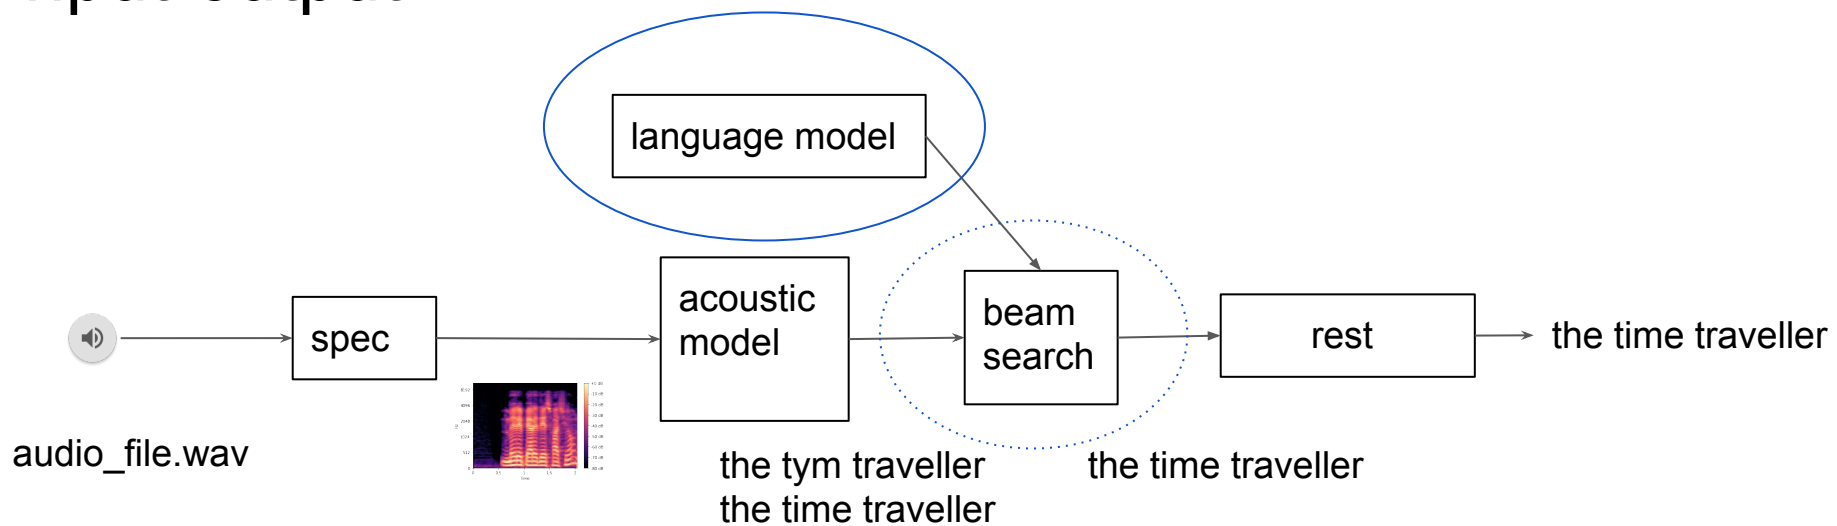 language model
acoustic
model
beam
search
spec
rest
the time traveller
audio_file.wav
the tym traveller
the time traveller
the time traveller